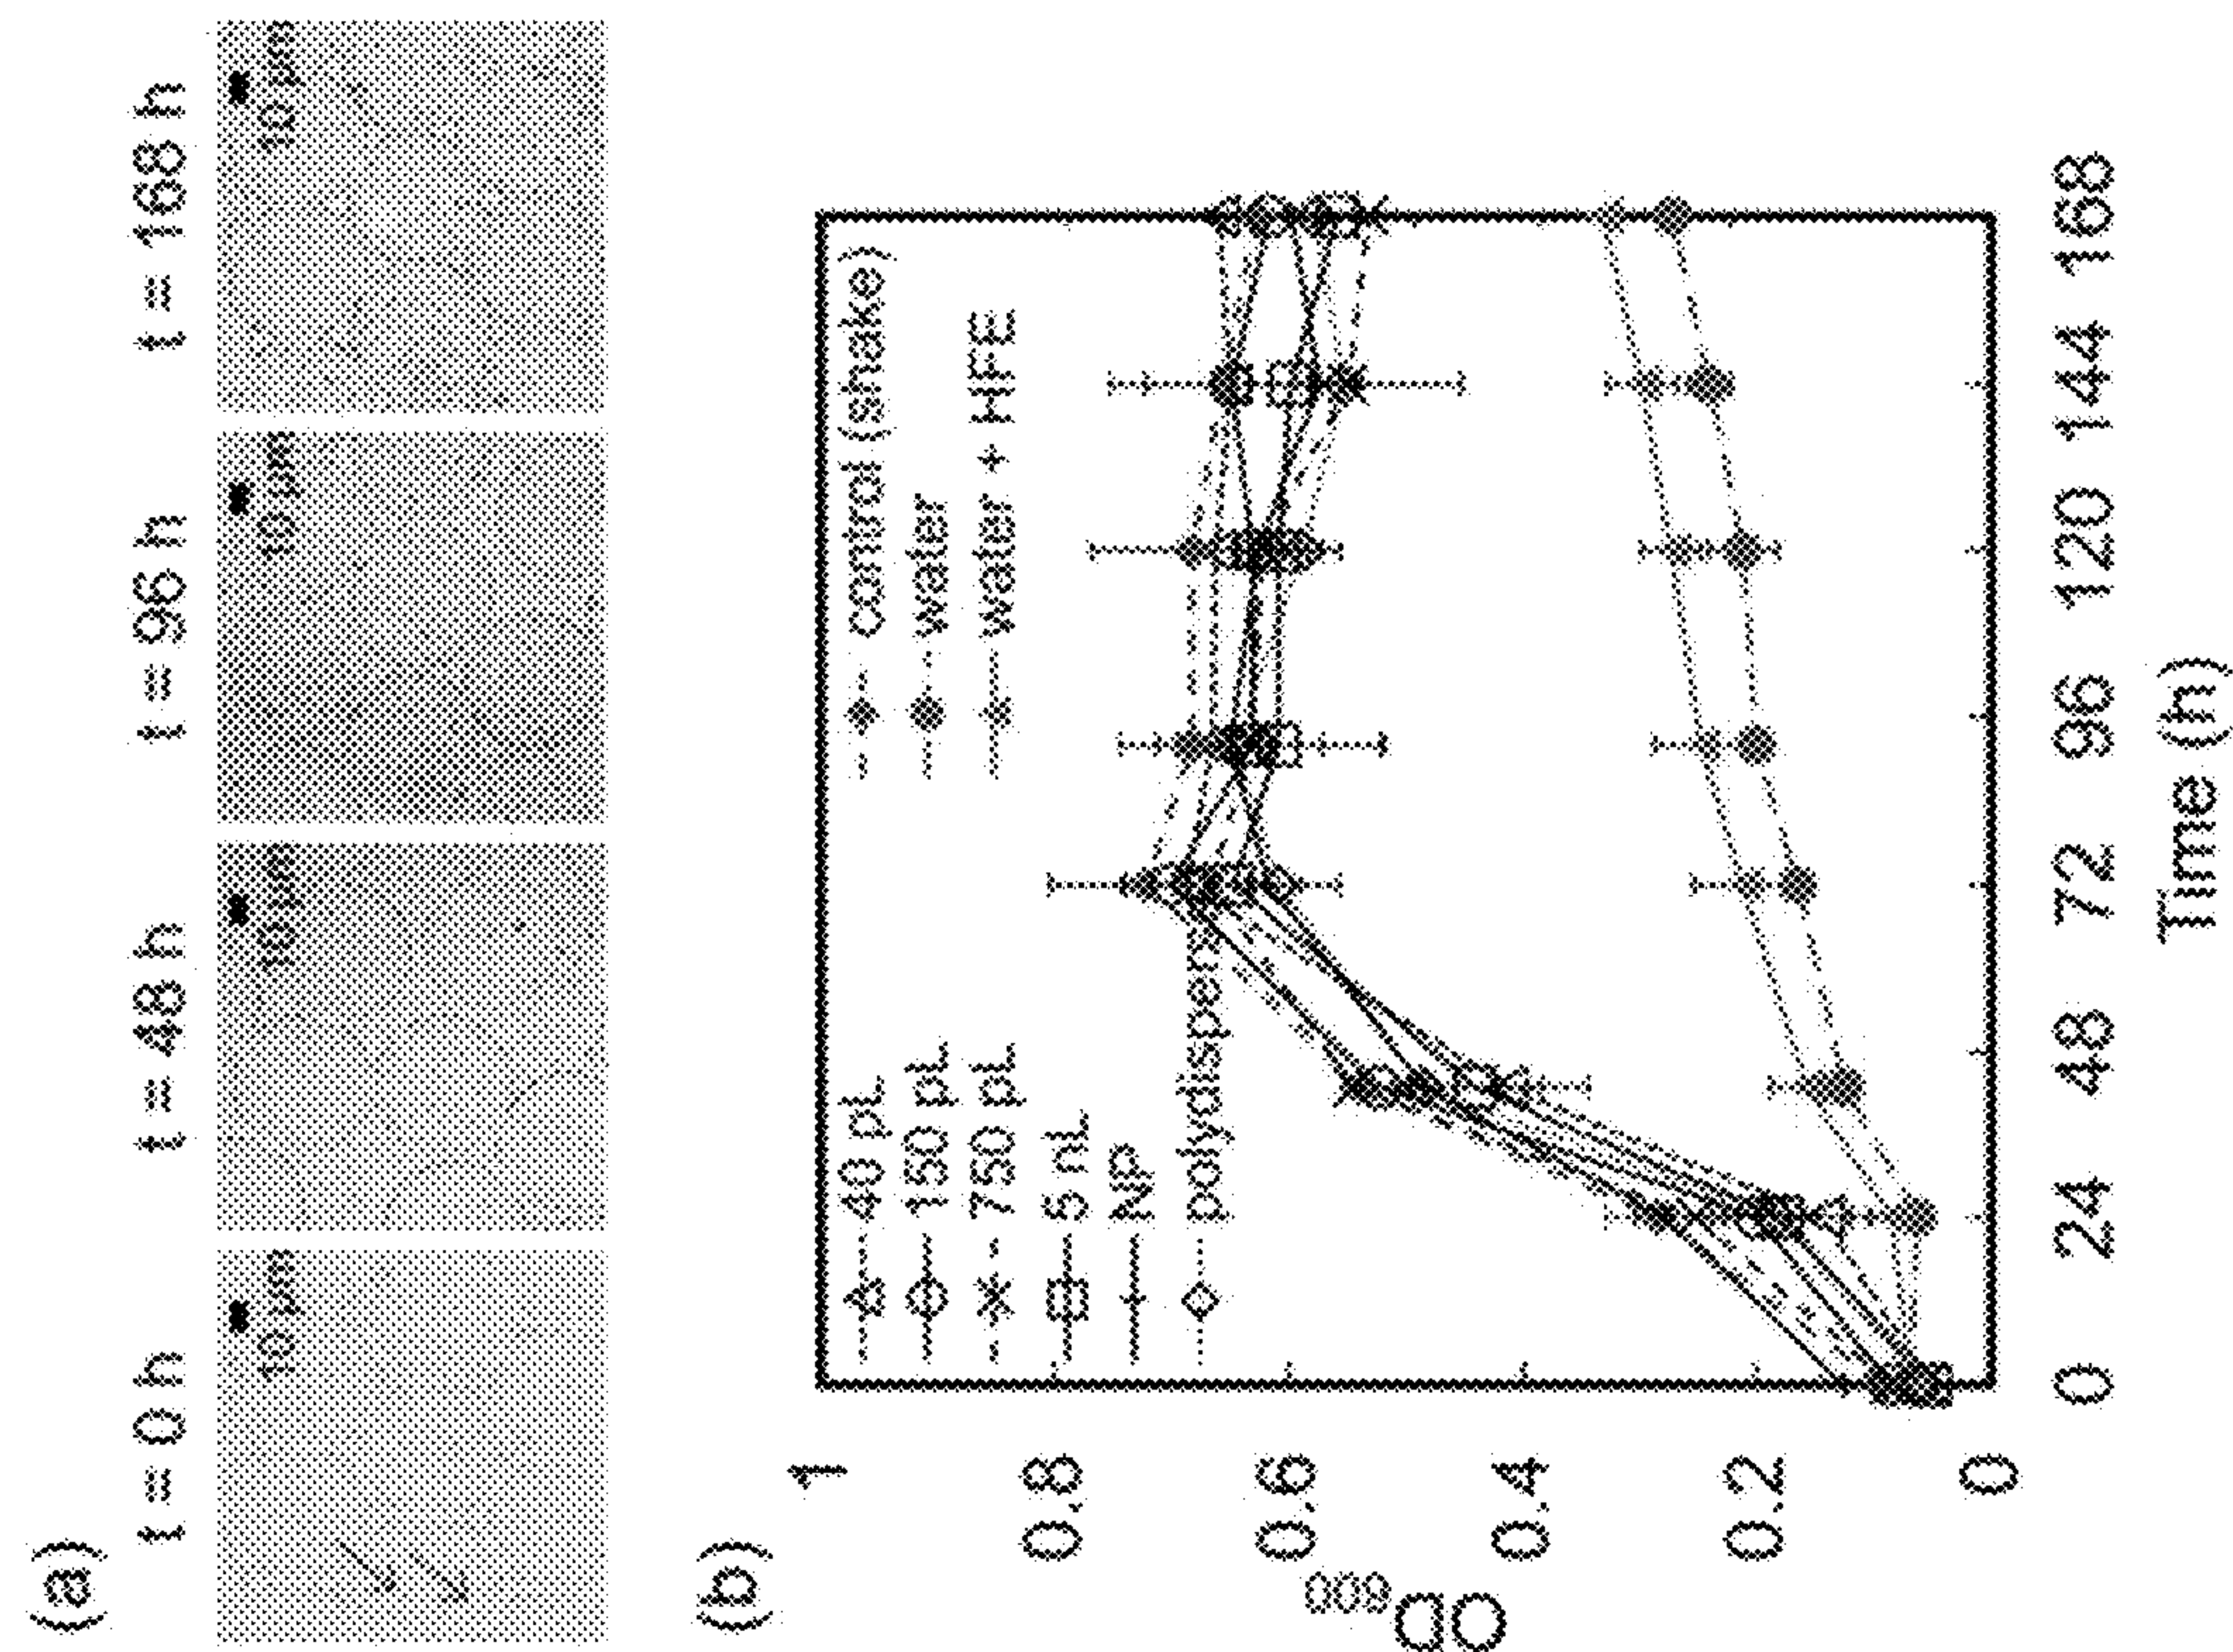 (a)
t = 0 h
t = 48 h
t = 96 h
t = 168 h
10 µm
10 µm
10 µm
10 µm
(b)
OD600
1
0.8
0.6
0.4
0.2
0
40 pL
150 pL
750 pL
5 nL
NP
polydispers
control (shake)
water
water + HFE
0
24
48
72
96
120
144
168
Time (h)